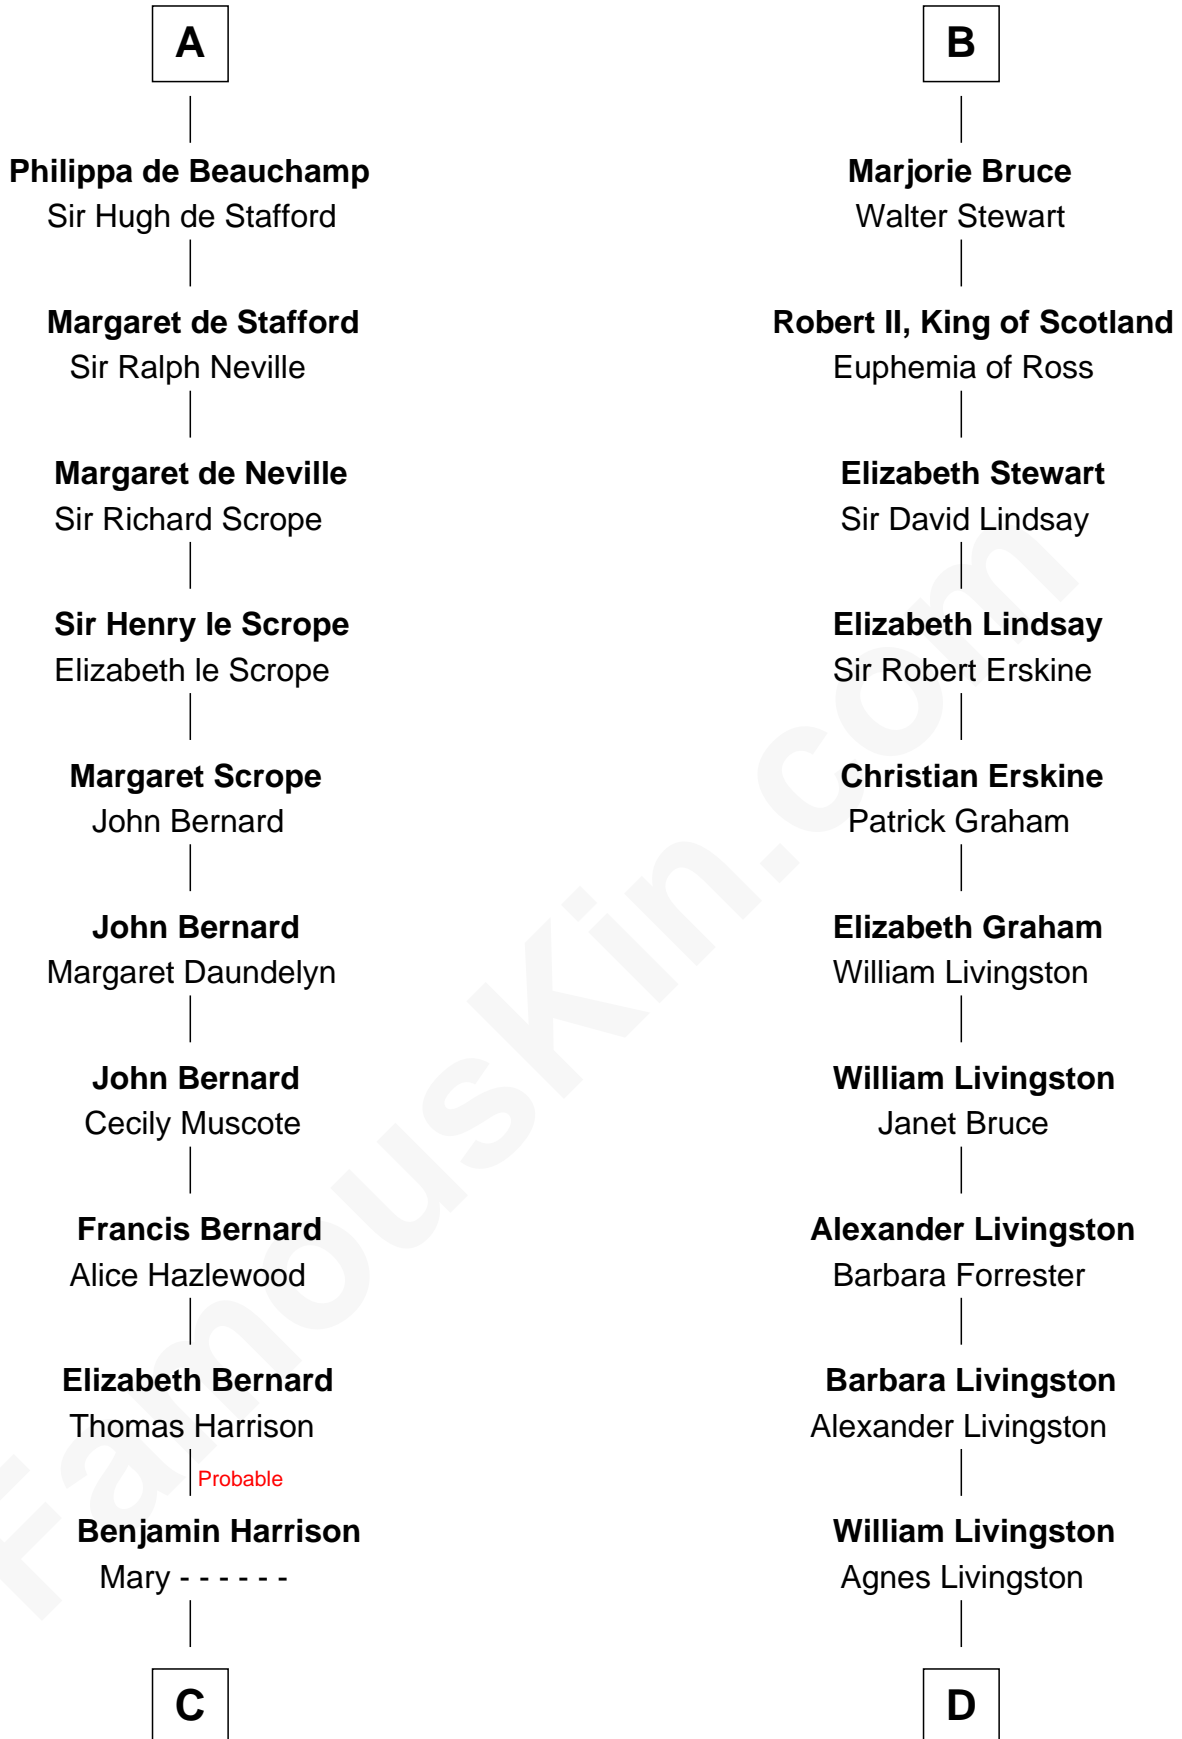 A
Philippa de Beauchamp
Sir Hugh de Stafford
Margaret de Stafford
Sir Ralph Neville
Margaret de Neville
Sir Richard Scrope
Sir Henry le Scrope
Elizabeth le Scrope
Margaret Scrope
John Bernard
John Bernard
Margaret Daundelyn
John Bernard
Cecily Muscote
Francis Bernard
Alice Hazlewood
Elizabeth Bernard
Thomas Harrison
Probable
Benjamin Harrison
Mary - - - - - -
C
B
Marjorie Bruce
Walter Stewart
Robert II, King of Scotland
Euphemia of Ross
Elizabeth Stewart
Sir David Lindsay
Elizabeth Lindsay
Sir Robert Erskine
Christian Erskine
Patrick Graham
Elizabeth Graham
William Livingston
William Livingston
Janet Bruce
Alexander Livingston
Barbara Forrester
Barbara Livingston
Alexander Livingston
William Livingston
Agnes Livingston
D
FamousKin.com